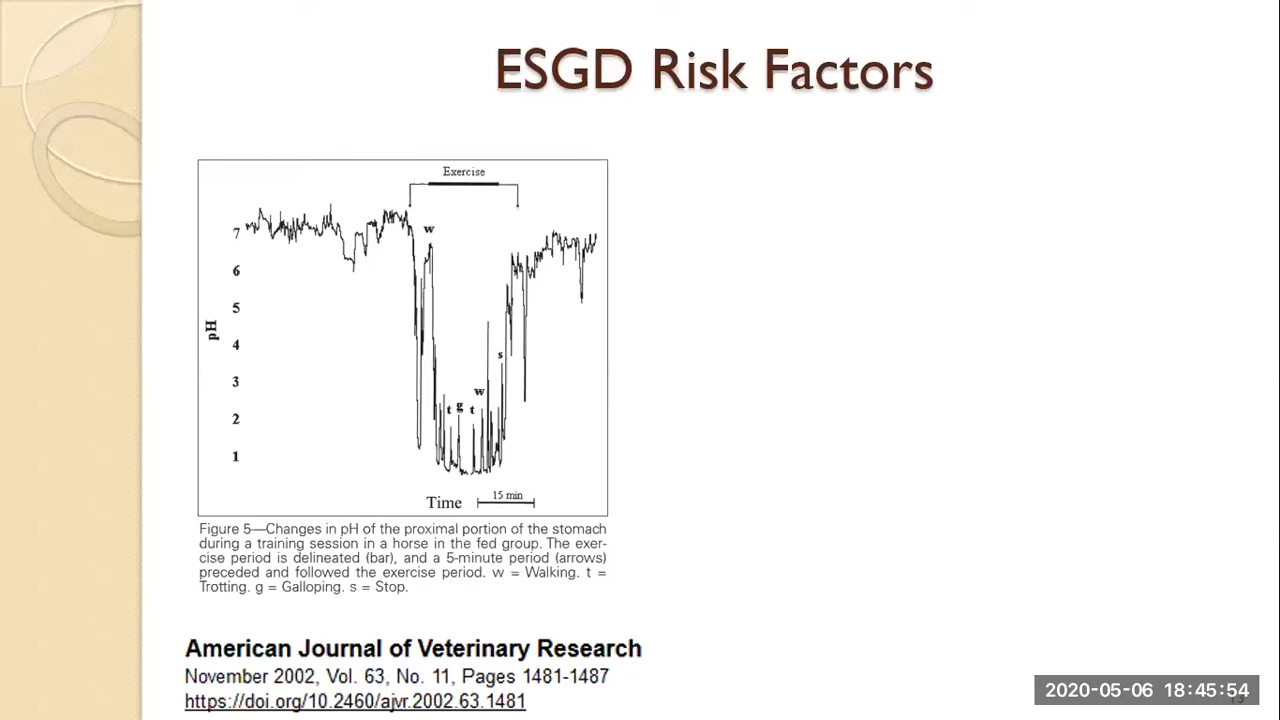 ESGD Risk Factors
Exercise
w
7
6
5
4
3
2
1
pH
s
w
t g t
Time
15 min
Figure 5—Changes in pH of the proximal portion of the stomach
during a training session in a horse in the fed group. The exer-
cise period is delineated (bar), and a 5-minute period (arrows)
preceded and followed the exercise period. w = Walking. t =
Trotting. g = Galloping. s = Stop.
American Journal of Veterinary Research
November 2002, Vol. 63, No. 11, Pages 1481-1487
https://doi.org/10.2460/ajvr.2002.63.1481
2020-05-06 18:45:54